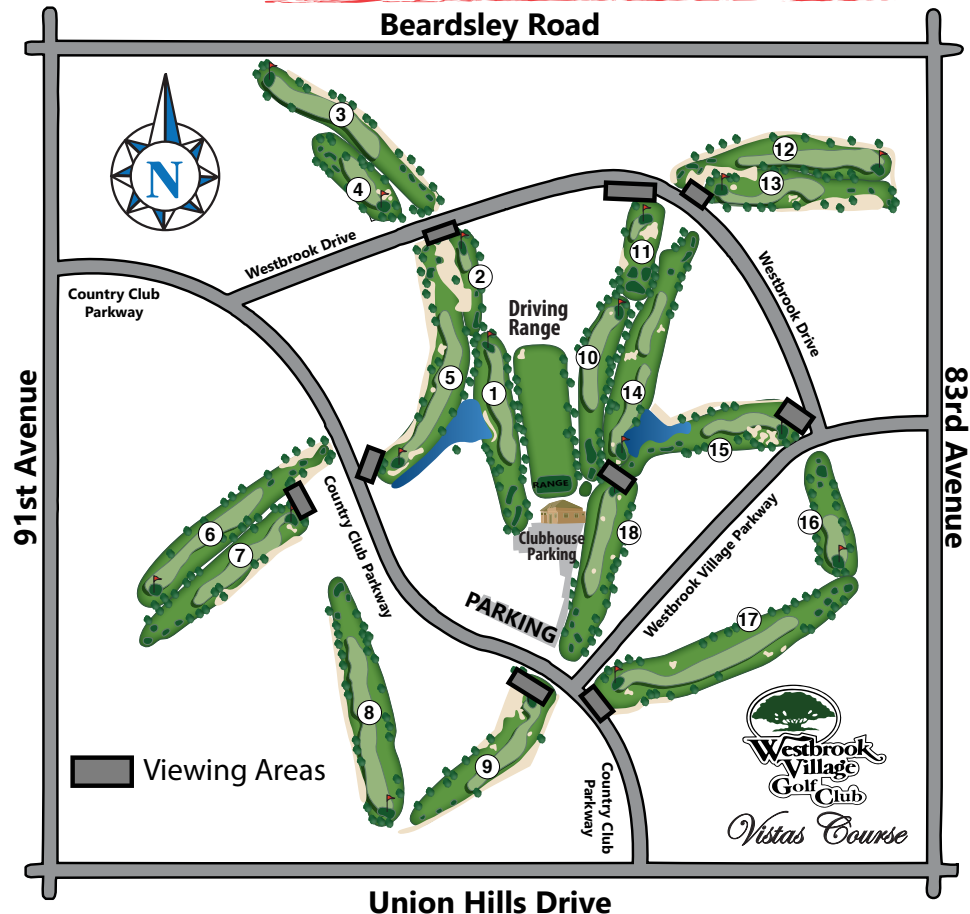 Beardsley Road
N
3
4
12
13
Westbrook Drive
Country Club
Parkway
2
11
Westbrook Drive
Driving
Range
5
1
10
14
15
91st Avenue
83rd Avenue
RANGE
6
7
Country Club Parkway
Clubhouse
Parking
18
16
PARKING
Westbrook Village Parkway
17
8
9
Viewing Areas
Country Club
Parkway
Westbrook
Village
Golf Club
Vistas Course
Union Hills Drive